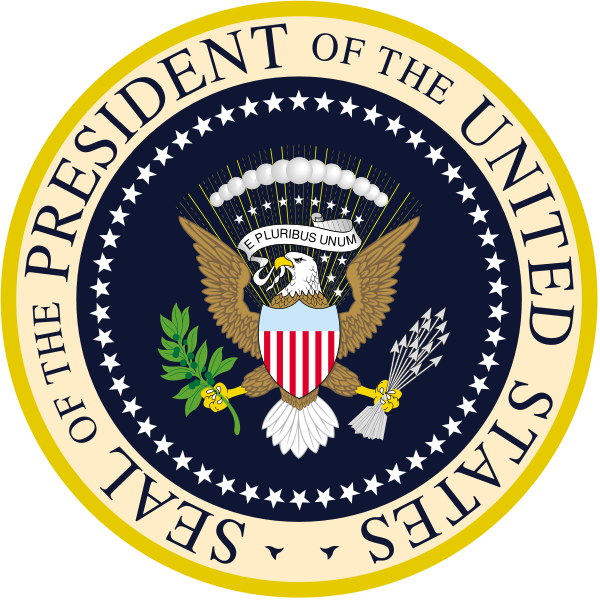 SEAL OF THE PRESIDENT OF THE UNITED STATES
E PLURIBUS UNUM